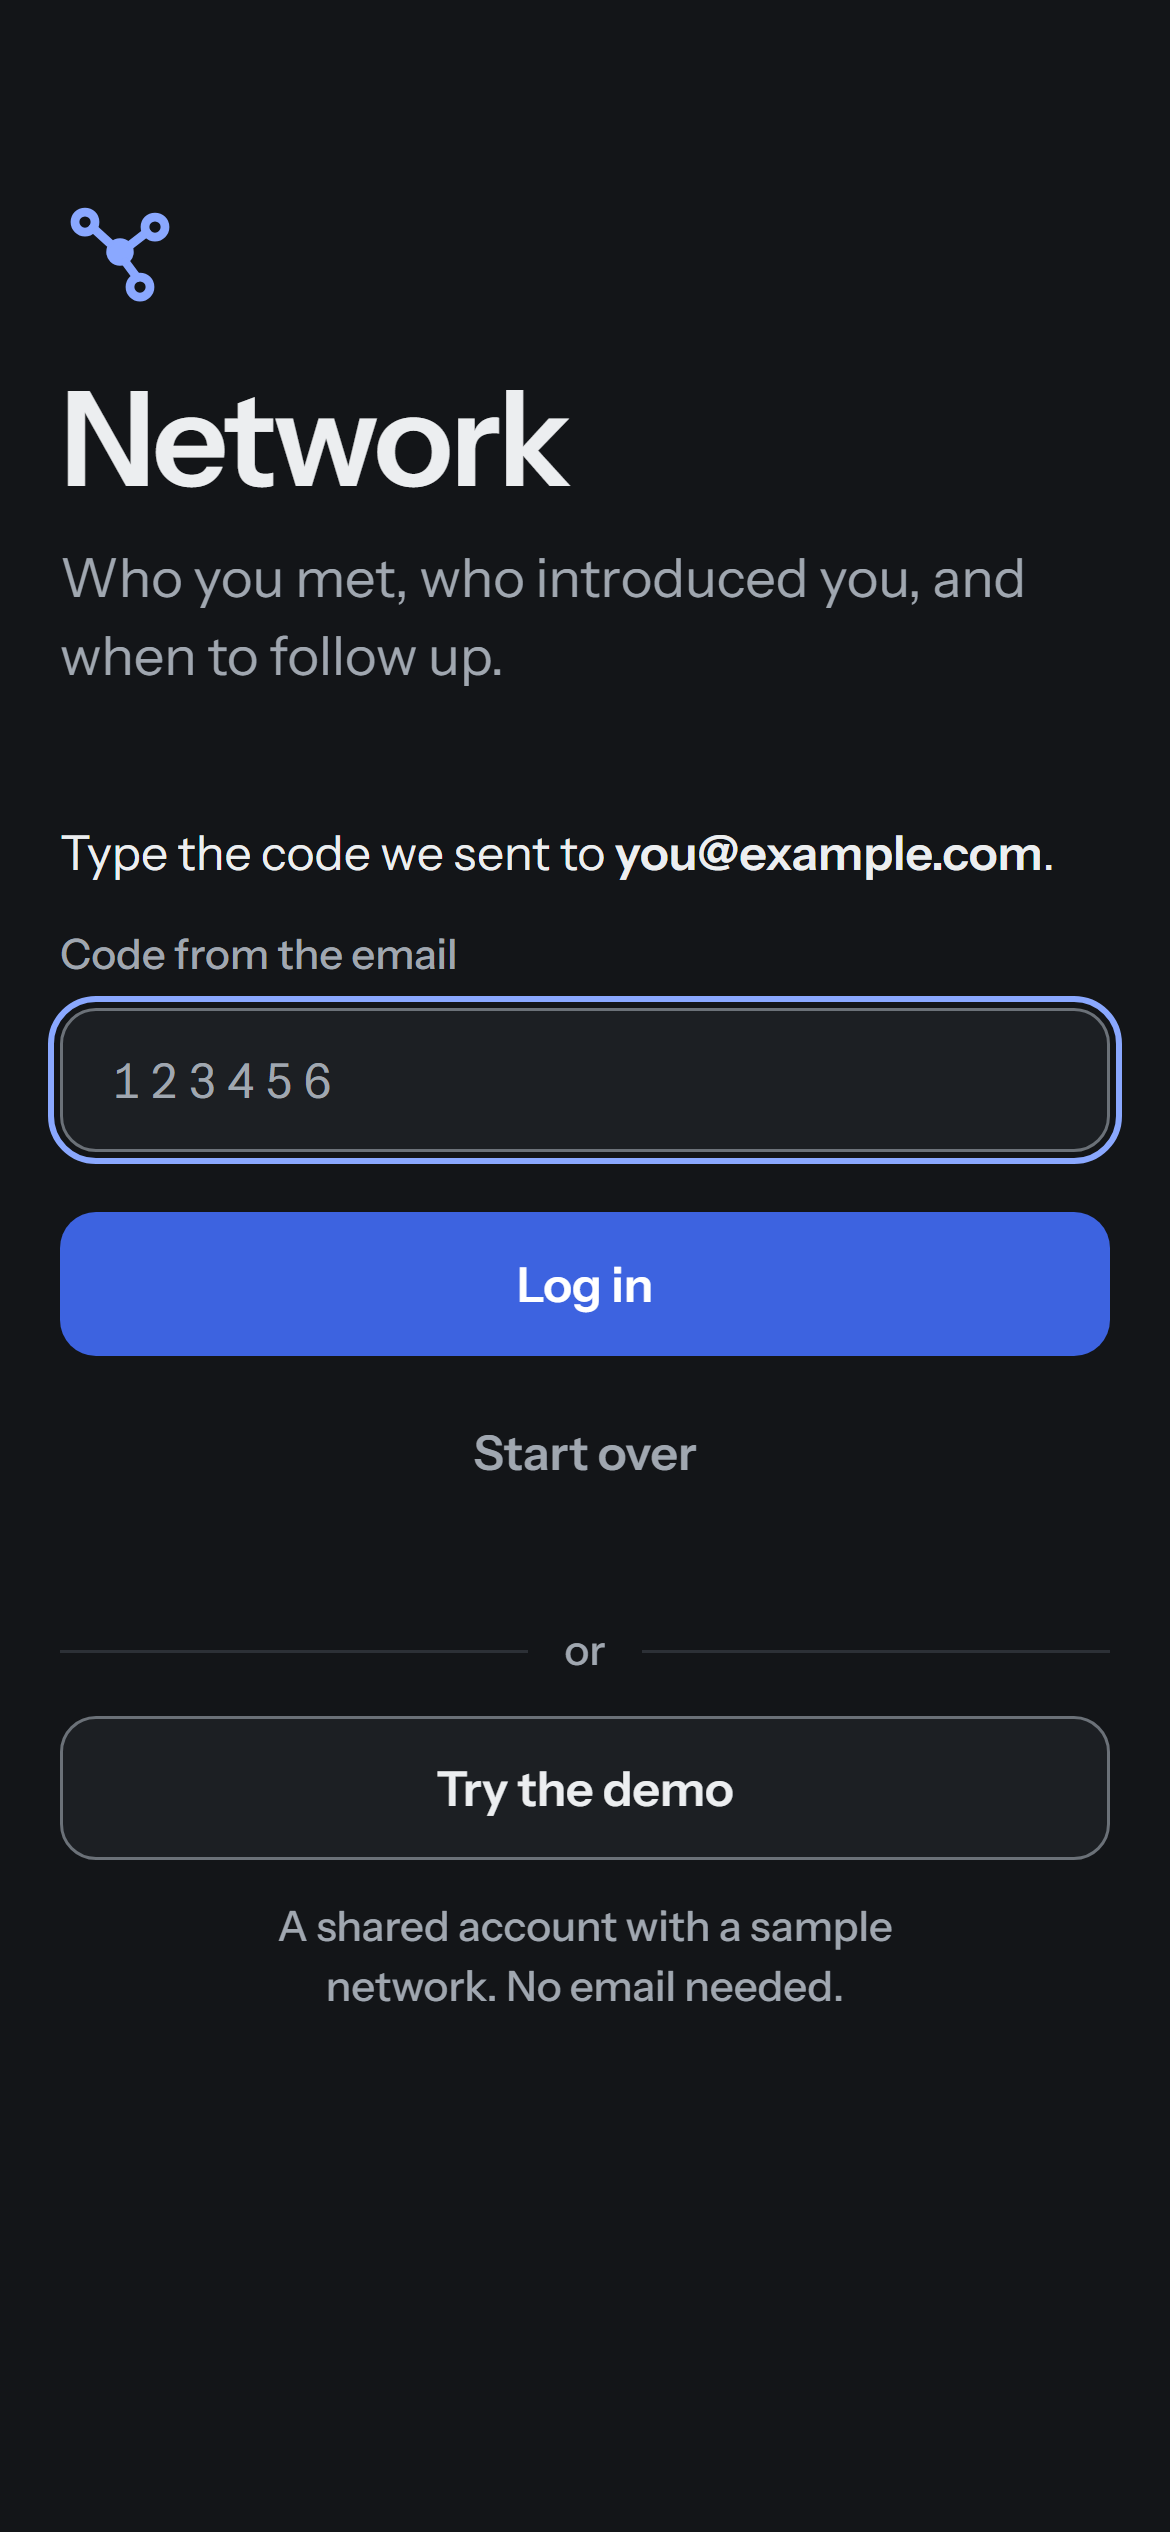 Network
Who you met, who introduced you, and
when to follow up.
Type the code we sent to you@example.com.
Code from the email
123456
Log in
Start over
or
Try the demo
A shared account with a sample
network. No email needed.